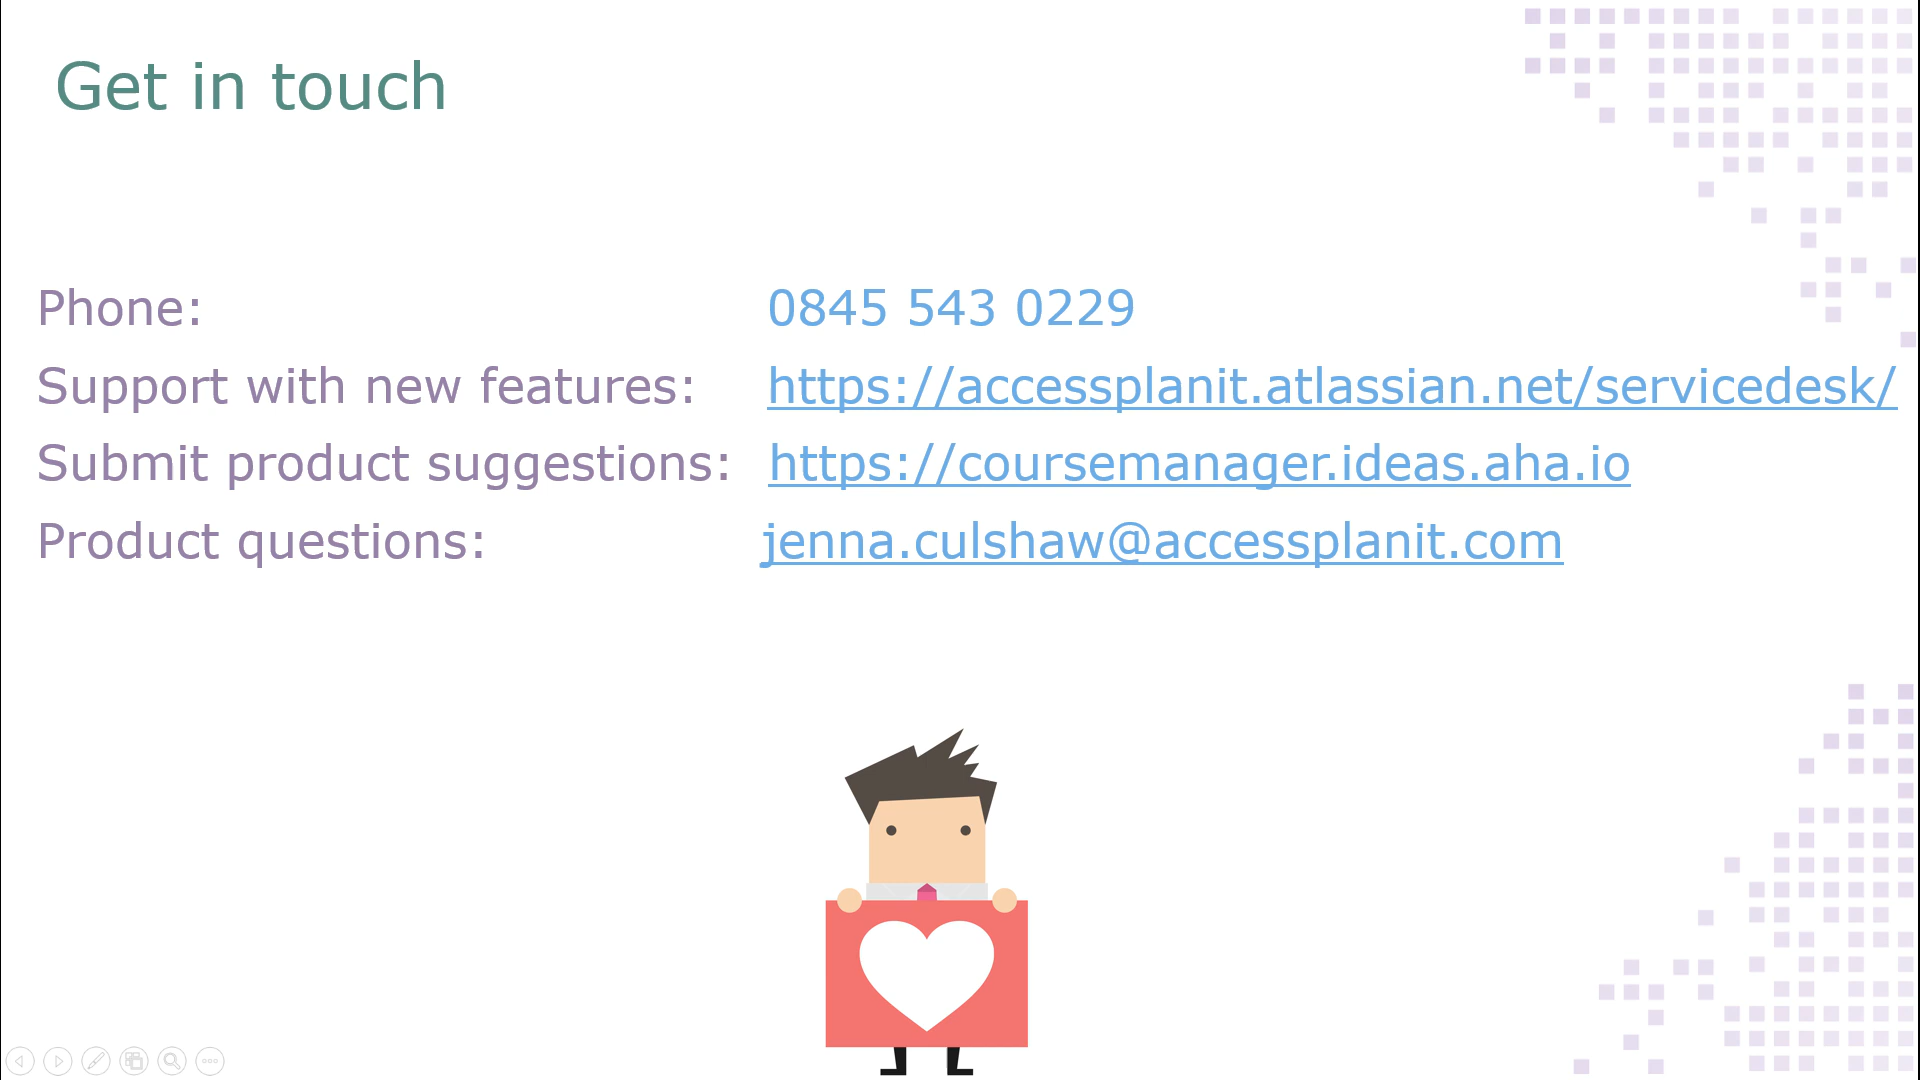 Get in touch
Phone: 0845 543 0229
Support with new features: https://accessplanit.atlassian.net/servicedesk/
Submit product suggestions: https://coursemanager.ideas.aha.io
Product questions: jenna.culshaw@accessplanit.com